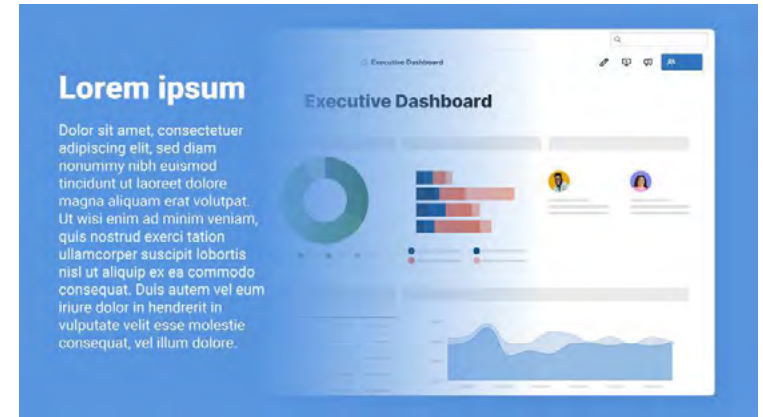 Lorem ipsum
Dolor sit amet, consectetuer
adipiscing elit, sed diam
nonummy nibh euismod
tincidunt ut laoreet dolore
magna aliquam erat volutpat.
Ut wisi enim ad minim veniam,
quis nostrud exerci tation
ullamcorper suscipit lobortis
nisl ut aliquip ex ea commodo
consequat. Duis autem vel eum
iriure dolor in hendrerit in
vulputate velit esse molestie
consequat, vel illum dolore.
Executive Dashboard
Executive Dashboard